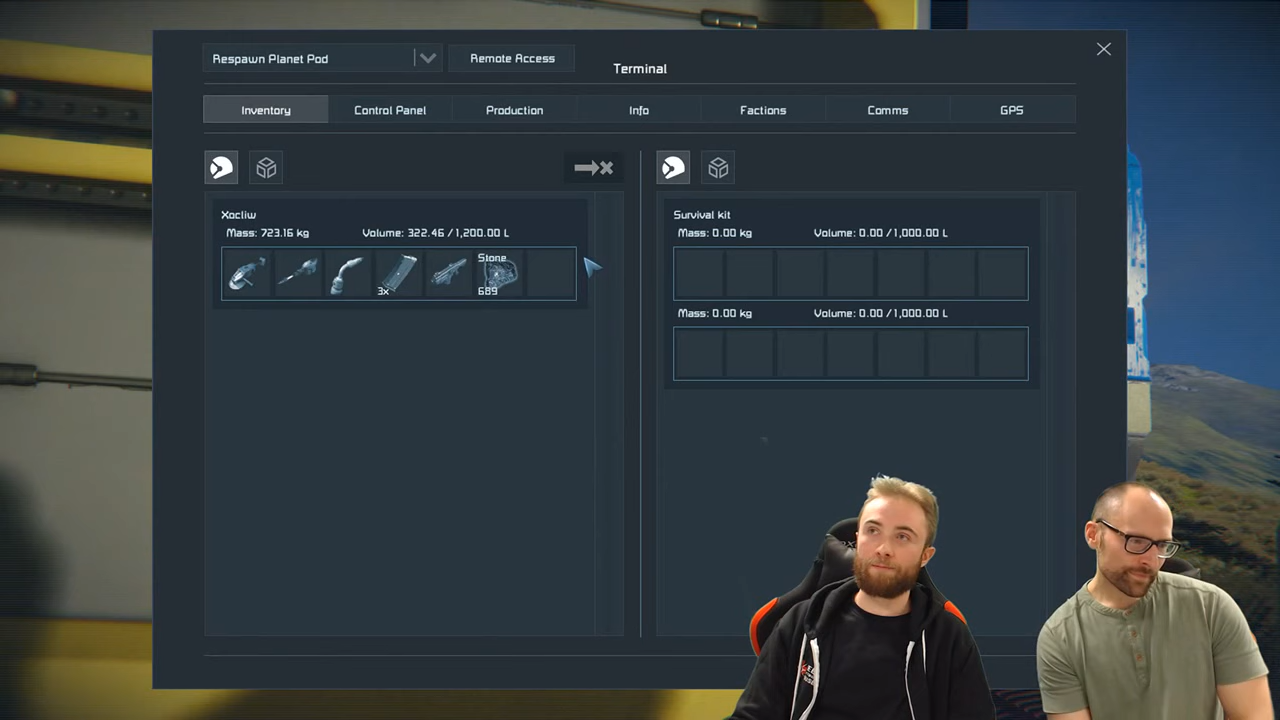 Respawn Planet Pod
Remote Access
Terminal
Inventory
Control Panel
Production
Info
Factions
Comms
GPS
Xocliw
Mass: 723.16 kg
Volume: 322.46 / 1,200.00 L
Stone
3x
689
Survival kit
Mass: 0.00 kg
Volume: 0.00 / 1,000.00 L
Mass: 0.00 kg
Volume: 0.00 / 1,000.00 L